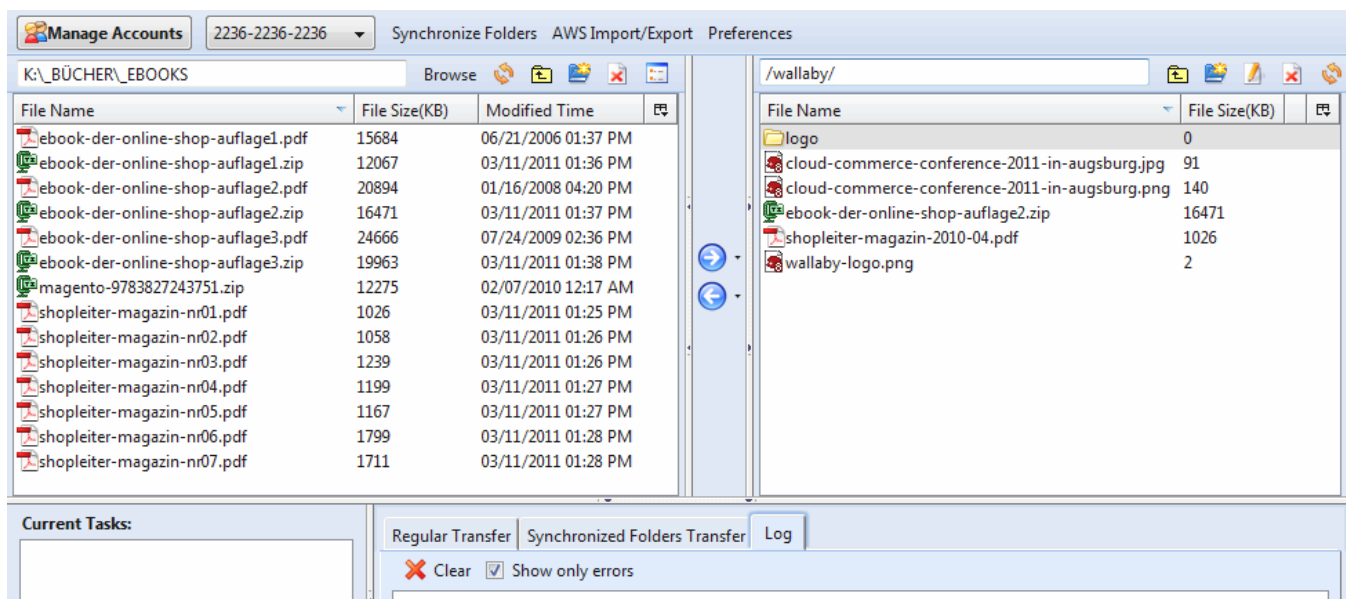 Manage Accounts 2236-2236-2236 Synchronize Folders AWS Import/Export Preferences
K:\_BÜCHER\_EBOOKS Browse
File Name File Size(KB) Modified Time
ebook-der-online-shop-auflage1.pdf 15684 06/21/2006 01:37 PM
ebook-der-online-shop-auflage1.zip 12067 03/11/2011 01:36 PM
ebook-der-online-shop-auflage2.pdf 20894 01/16/2008 04:20 PM
ebook-der-online-shop-auflage2.zip 16471 03/11/2011 01:37 PM
ebook-der-online-shop-auflage3.pdf 24666 07/24/2009 02:36 PM
ebook-der-online-shop-auflage3.zip 19963 03/11/2011 01:38 PM
magento-9783827243751.zip 12275 02/07/2010 12:17 AM
shopleiter-magazin-nr01.pdf 1026 03/11/2011 01:25 PM
shopleiter-magazin-nr02.pdf 1058 03/11/2011 01:26 PM
shopleiter-magazin-nr03.pdf 1239 03/11/2011 01:26 PM
shopleiter-magazin-nr04.pdf 1199 03/11/2011 01:27 PM
shopleiter-magazin-nr05.pdf 1167 03/11/2011 01:27 PM
shopleiter-magazin-nr06.pdf 1799 03/11/2011 01:28 PM
shopleiter-magazin-nr07.pdf 1711 03/11/2011 01:28 PM
/wallaby/
File Name File Size(KB)
logo 0
cloud-commerce-conference-2011-in-augsburg.jpg 91
cloud-commerce-conference-2011-in-augsburg.png 140
ebook-der-online-shop-auflage2.zip 16471
shopleiter-magazin-2010-04.pdf 1026
wallaby-logo.png 2
Current Tasks:
Regular Transfer Synchronized Folders Transfer Log
Clear Show only errors